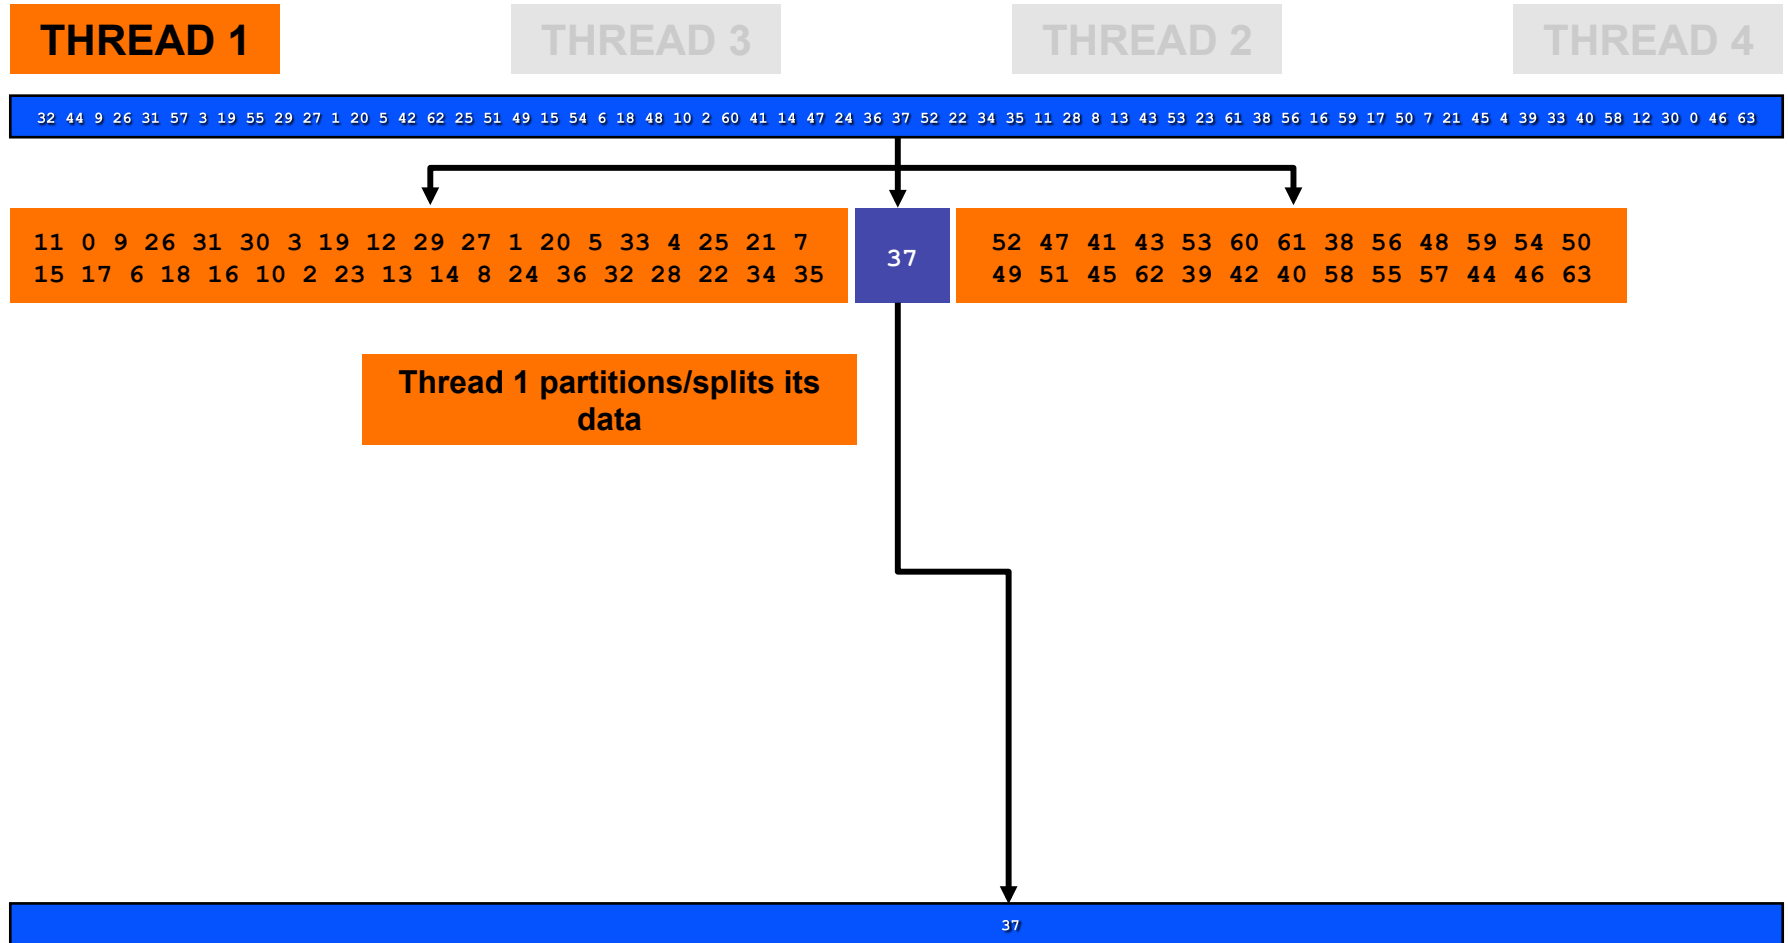 THREAD 1
THREAD 3
THREAD 2
THREAD 4
32 44 9 26 31 57 3 19 55 29 27 1 20 5 42 62 25 51 49 15 54 6 18 48 10 2 60 41 14 47 24 36 37 52 22 34 35 11 28 8 13 43 53 23 61 38 56 16 59 17 50 7 21 45 4 39 33 40 58 12 30 0 46 63
11 0 9 26 31 30 3 19 12 29 27 1 20 5 33 4 25 21 7
15 17 6 18 16 10 2 23 13 14 8 24 36 32 28 22 34 35
37
52 47 41 43 53 60 61 38 56 48 59 54 50
49 51 45 62 39 42 40 58 55 57 44 46 63
Thread 1 partitions/splits its
data
37